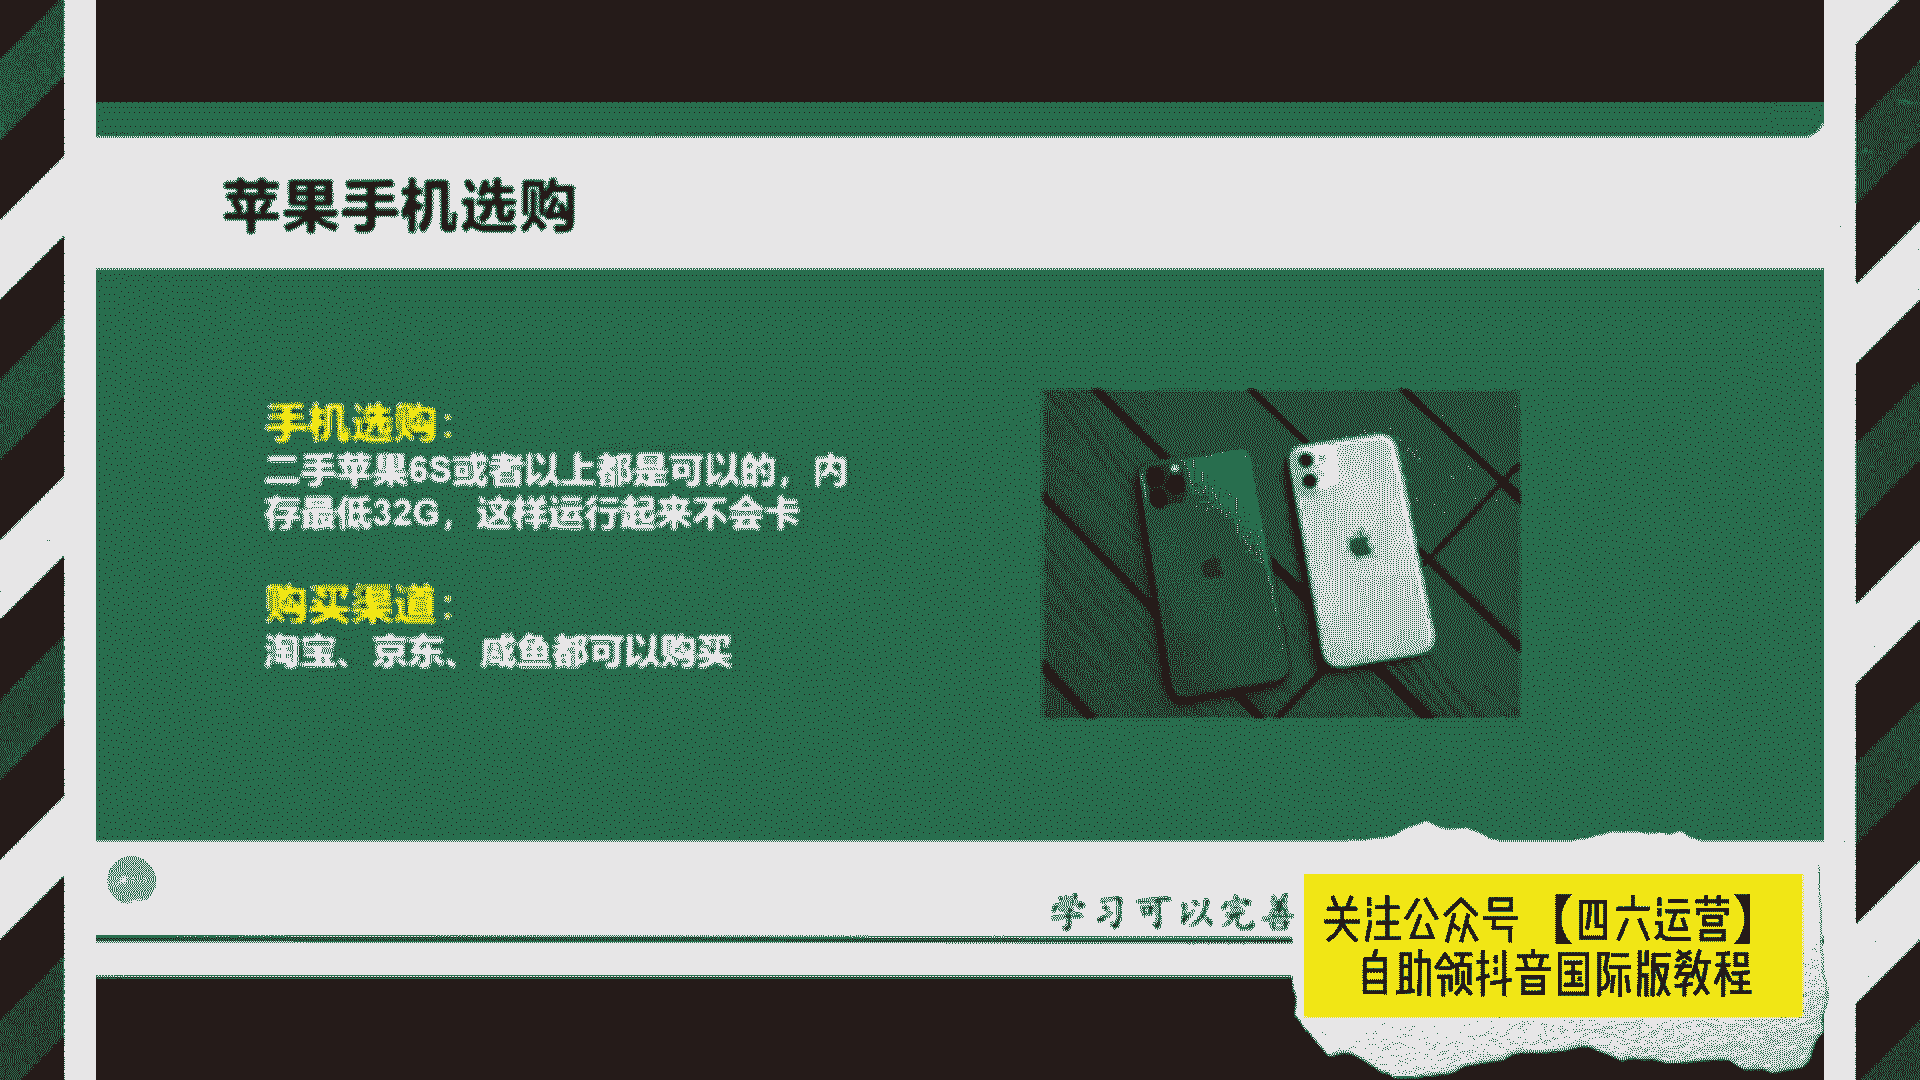 苹果手机选购
手机选购：
二手苹果6S或者以上都是可以的，内
存最低32G，这样运行起来不会卡
购买渠道：
淘宝、京东、咸鱼都可以购买
学习可以完善
关注公众号【四六运营】
自助领抖音国际版教程